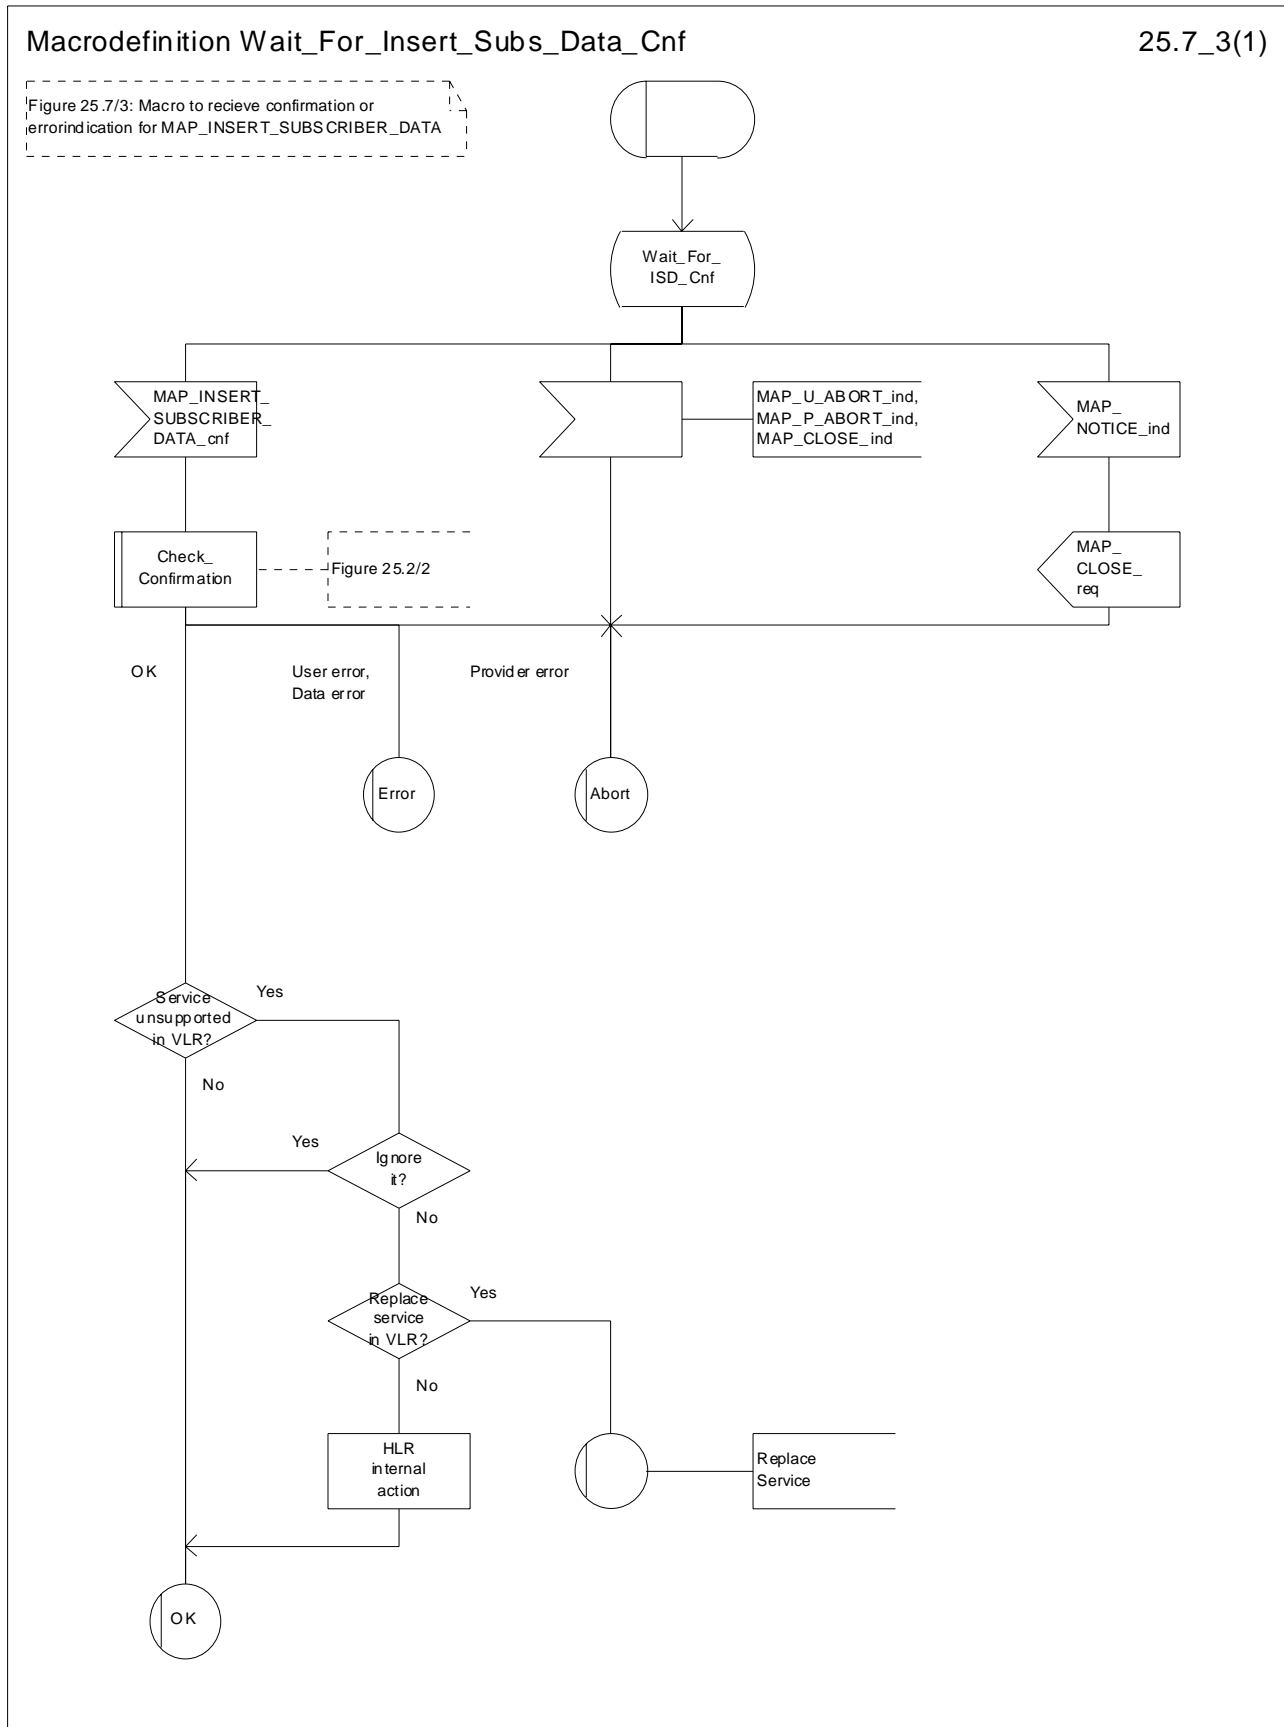 Macrodefinition Wait_For_Insert_Subs_Data_Cnf
25.7_3(1)
Figure 25.7/3: Macro to recieve confirmation or
errorindication for MAP_INSERT_SUBSCRIBER_DATA
Wait_For_
ISD_Cnf
MAP_INSERT_
SUBSCRIBER_
DATA_cnf
MAP_U_ABORT_ind,
MAP_P_ABORT_ind,
MAP_CLOSE_ind
MAP_
NOTICE_ind
Check_
Confirmation
Figure 25.2/2
MAP_
CLOSE_
req
OK
User error,
Data error
Provider error
Error
Abort
Service
unsupported
in VLR?
Yes
No
Yes
Ignore
it?
No
Replace
service
in VLR?
Yes
No
HLR
internal
action
Replace
Service
OK